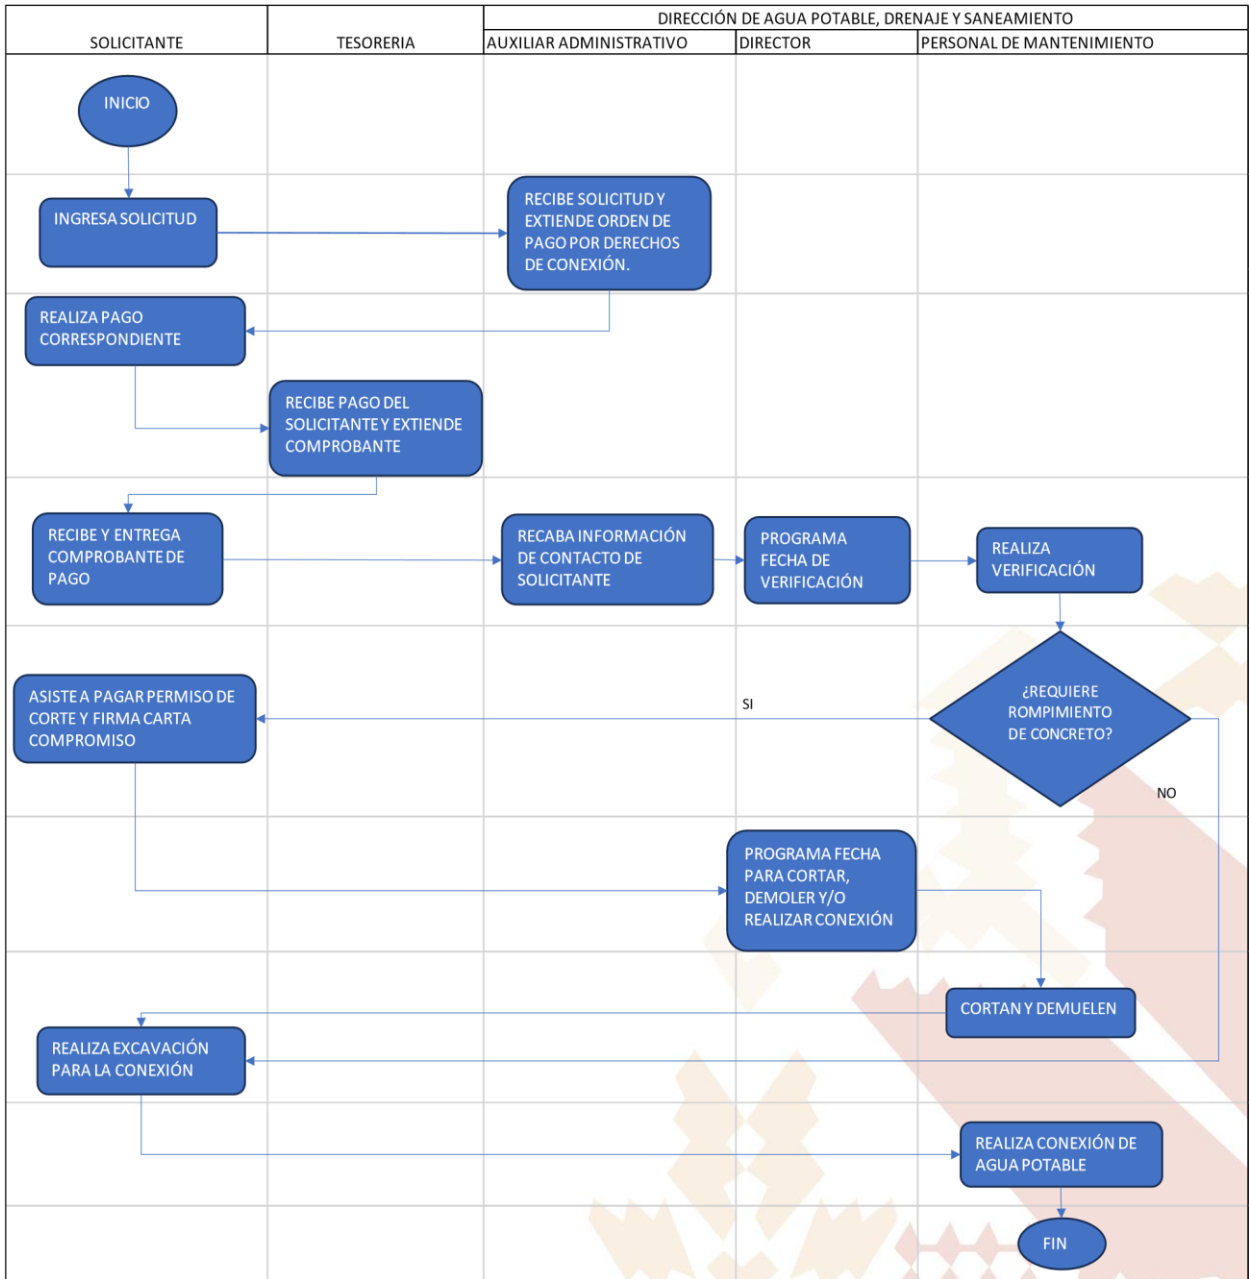 DIRECCIÓN DE AGUA POTABLE, DRENAJE Y SANEAMIENTO
SOLICITANTE
TESORERIA
AUXILIAR ADMINISTRATIVO
DIRECTOR
PERSONAL DE MANTENIMIENTO
INICIO
INGRESA SOLICITUD
RECIBE SOLICITUD Y
EXTIENDE ORDEN DE
PAGO POR DERECHOS
DE CONEXIÓN.
REALIZA PAGO
CORRESPONDIENTE
RECIBE PAGO DEL
SOLICITANTE Y EXTIENDE
COMPROBANTE
RECIBE Y ENTREGA
COMPROBANTE DE
PAGO
RECABA INFORMACIÓN
DE CONTACTO DE
SOLICITANTE
PROGRAMA
FECHA DE
VERIFICACIÓN
REALIZA
VERIFICACIÓN
¿REQUIERE
ROMPIMIENTO
DE CONCRETO?
SI
NO
ASISTE A PAGAR PERMISO DE
CORTE Y FIRMA CARTA
COMPROMISO
PROGRAMA FECHA
PARA CORTAR,
DEMOLER Y/O
REALIZAR CONEXIÓN
CORTAN Y DEMUELEN
REALIZA EXCAVACIÓN
PARA LA CONEXIÓN
REALIZA CONEXIÓN DE
AGUA POTABLE
FIN